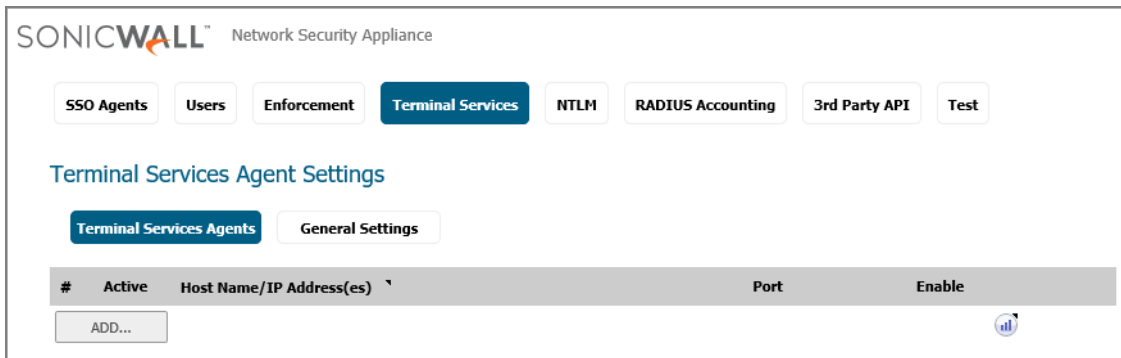 SONICWALL™ Network Security Appliance
SSO Agents Users Enforcement Terminal Services NTLM RADIUS Accounting 3rd Party API Test
Terminal Services Agent Settings
Terminal Services Agents General Settings
# Active Host Name/IP Address(es) Port Enable
ADD...